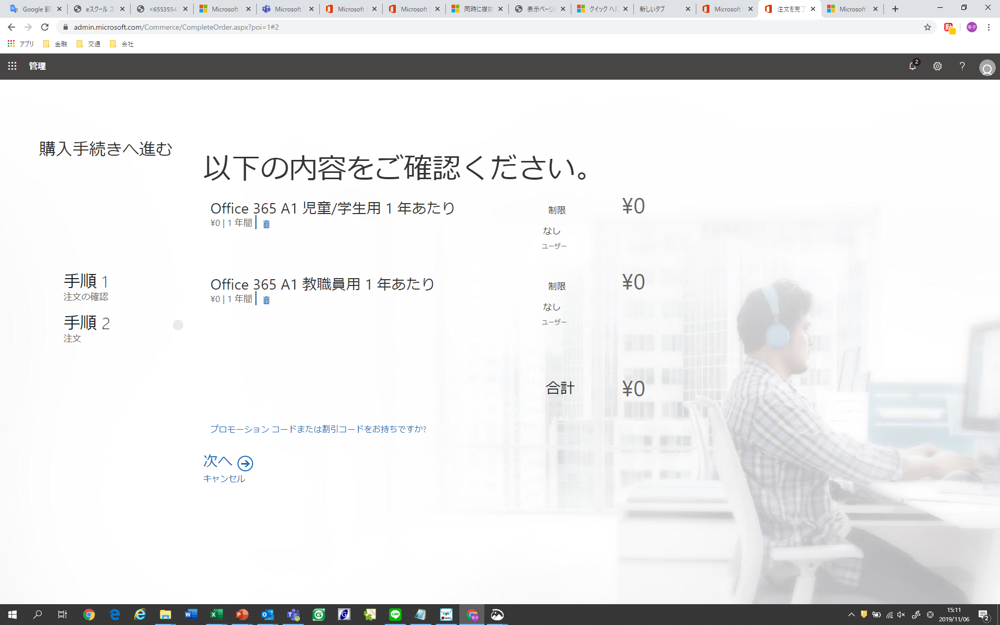 Google 翻
eスクール ス
<6553554
Microsoft
Microsoft
Microsoft
Microsoft
同時に複数
表示ページ
クイック ヘル
新しいタブ
Microsoft
注文を完了
Microsoft
admin.microsoft.com/Commerce/CompleteOrder.aspx?poi=1#2
アプリ 金融 交通 会社
管理
2
購入手続きへ進む
以下の内容をご確認ください。
Office 365 A1 児童/学生用 1 年あたり
¥0 | 1 年間
制限
なし
ユーザー
¥0
手順 1
注文の確認
手順 2
注文
Office 365 A1 教職員用 1 年あたり
¥0 | 1 年間
制限
なし
ユーザー
¥0
合計 ¥0
プロモーション コードまたは割引コードをお持ちですか?
次へ
キャンセル
15:11
2019/11/06
2